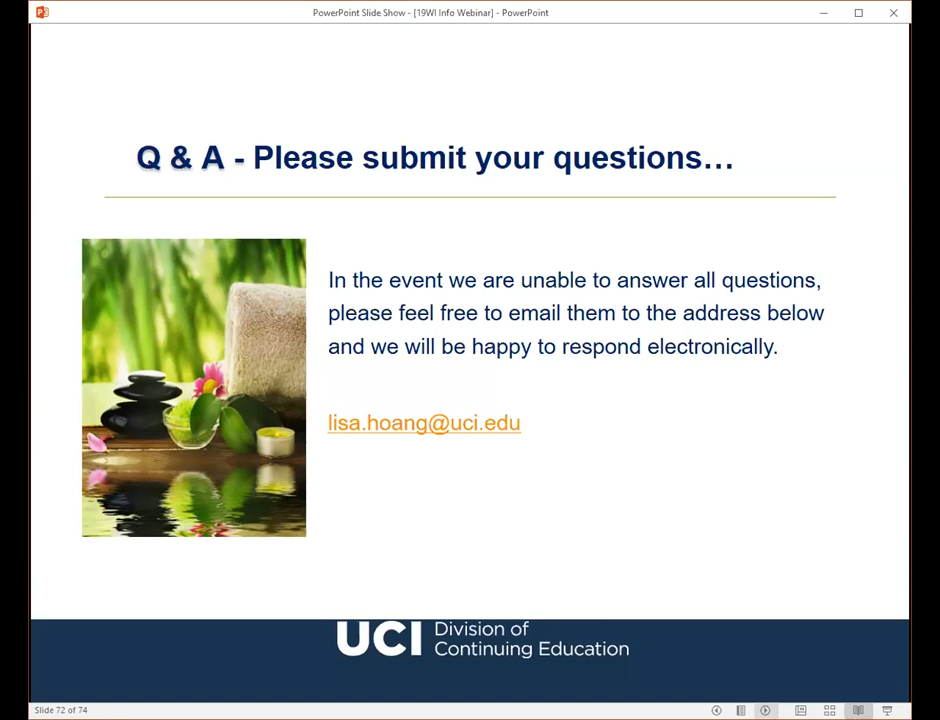 PowerPoint Slide Show - [19WI Info Webinar] - PowerPoint
Q & A - Please submit your questions…
In the event we are unable to answer all questions,
please feel free to email them to the address below
and we will be happy to respond electronically.
lisa.hoang@uci.edu
UCI Division of
Continuing Education
Slide 72 of 74